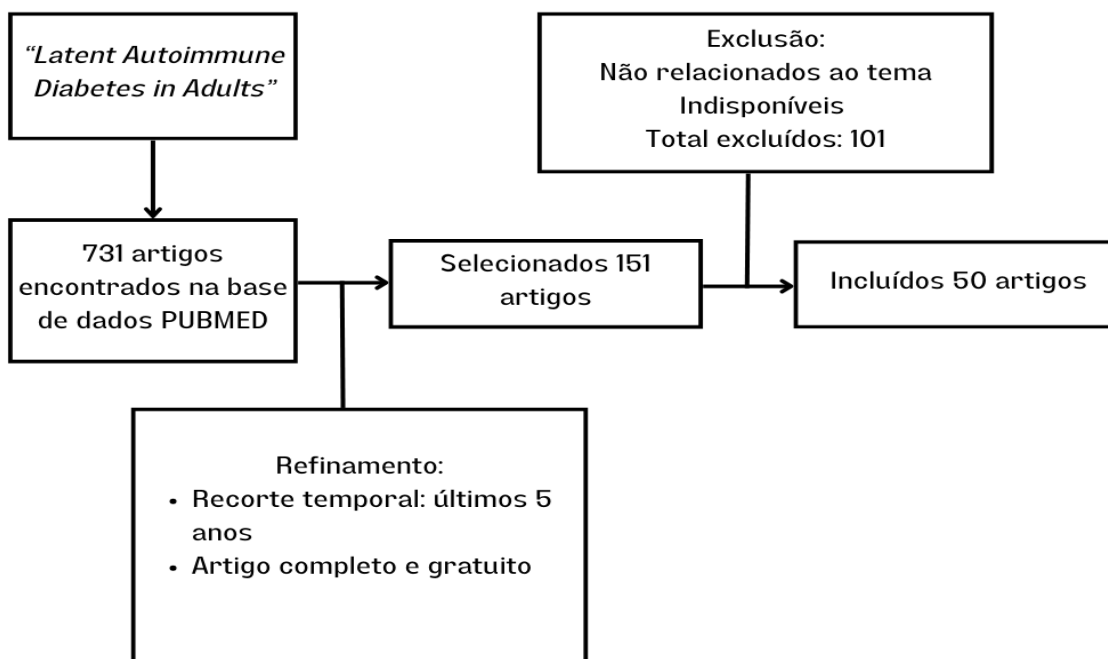 “Latent Autoimmune
Diabetes in Adults”
731 artigos
encontrados na base
de dados PUBMED
Refinamento:
• Recorte temporal: últimos 5
anos
• Artigo completo e gratuito
Selecionados 151
artigos
Exclusão:
Não relacionados ao tema
Indisponíveis
Total excluídos: 101
Incluídos 50 artigos